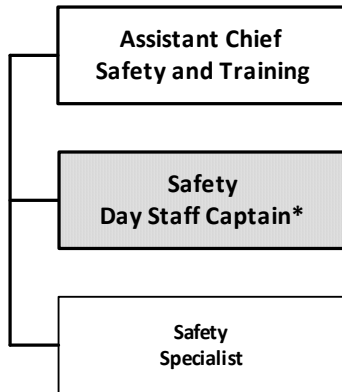 Assistant Chief
Safety and Training
Safety
Day Staff Captain*
Safety
Specialist